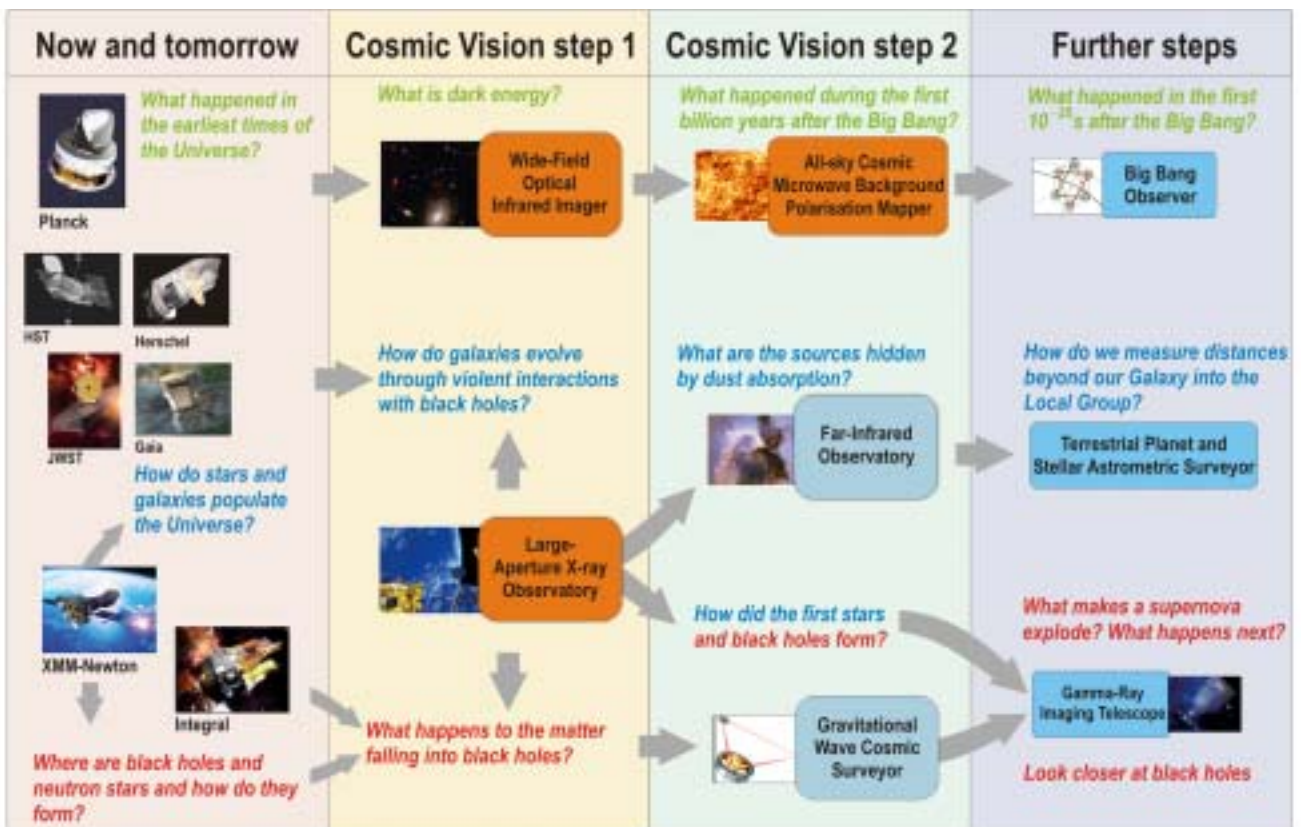 Now and tomorrow
What happened in
the earliest times of
the Universe?
Planck
HST
Herschel
JWST
Gaia
How do stars and
galaxies populate
the Universe?
XMM-Newton
Integral
Where are black holes and
neutron stars and how do they
form?
Cosmic Vision step 1
What is dark energy?
Wide-Field
Optical
Infrared Imager
How do galaxies evolve
through violent interactions
with black holes?
Large-
Aperture X-ray
Observatory
What happens to the matter
falling into black holes?
Cosmic Vision step 2
What happened during the first
billion years after the Big Bang?
All-sky Cosmic
Microwave Background
Polarisation Mapper
What are the sources hidden
by dust absorption?
Far-Infrared
Observatory
How did the first stars
and black holes form?
Gravitational
Wave Cosmic
Surveyor
Further steps
What happened in the first
10 s after the Big Bang?
Big Bang
Observer
How do we measure distances
beyond our Galaxy into the
Local Group?
Terrestrial Planet and
Stellar Astrometric Surveyor
What makes a supernova
explode? What happens next?
Gamma-Ray
Imaging Telescope
Look closer at black holes